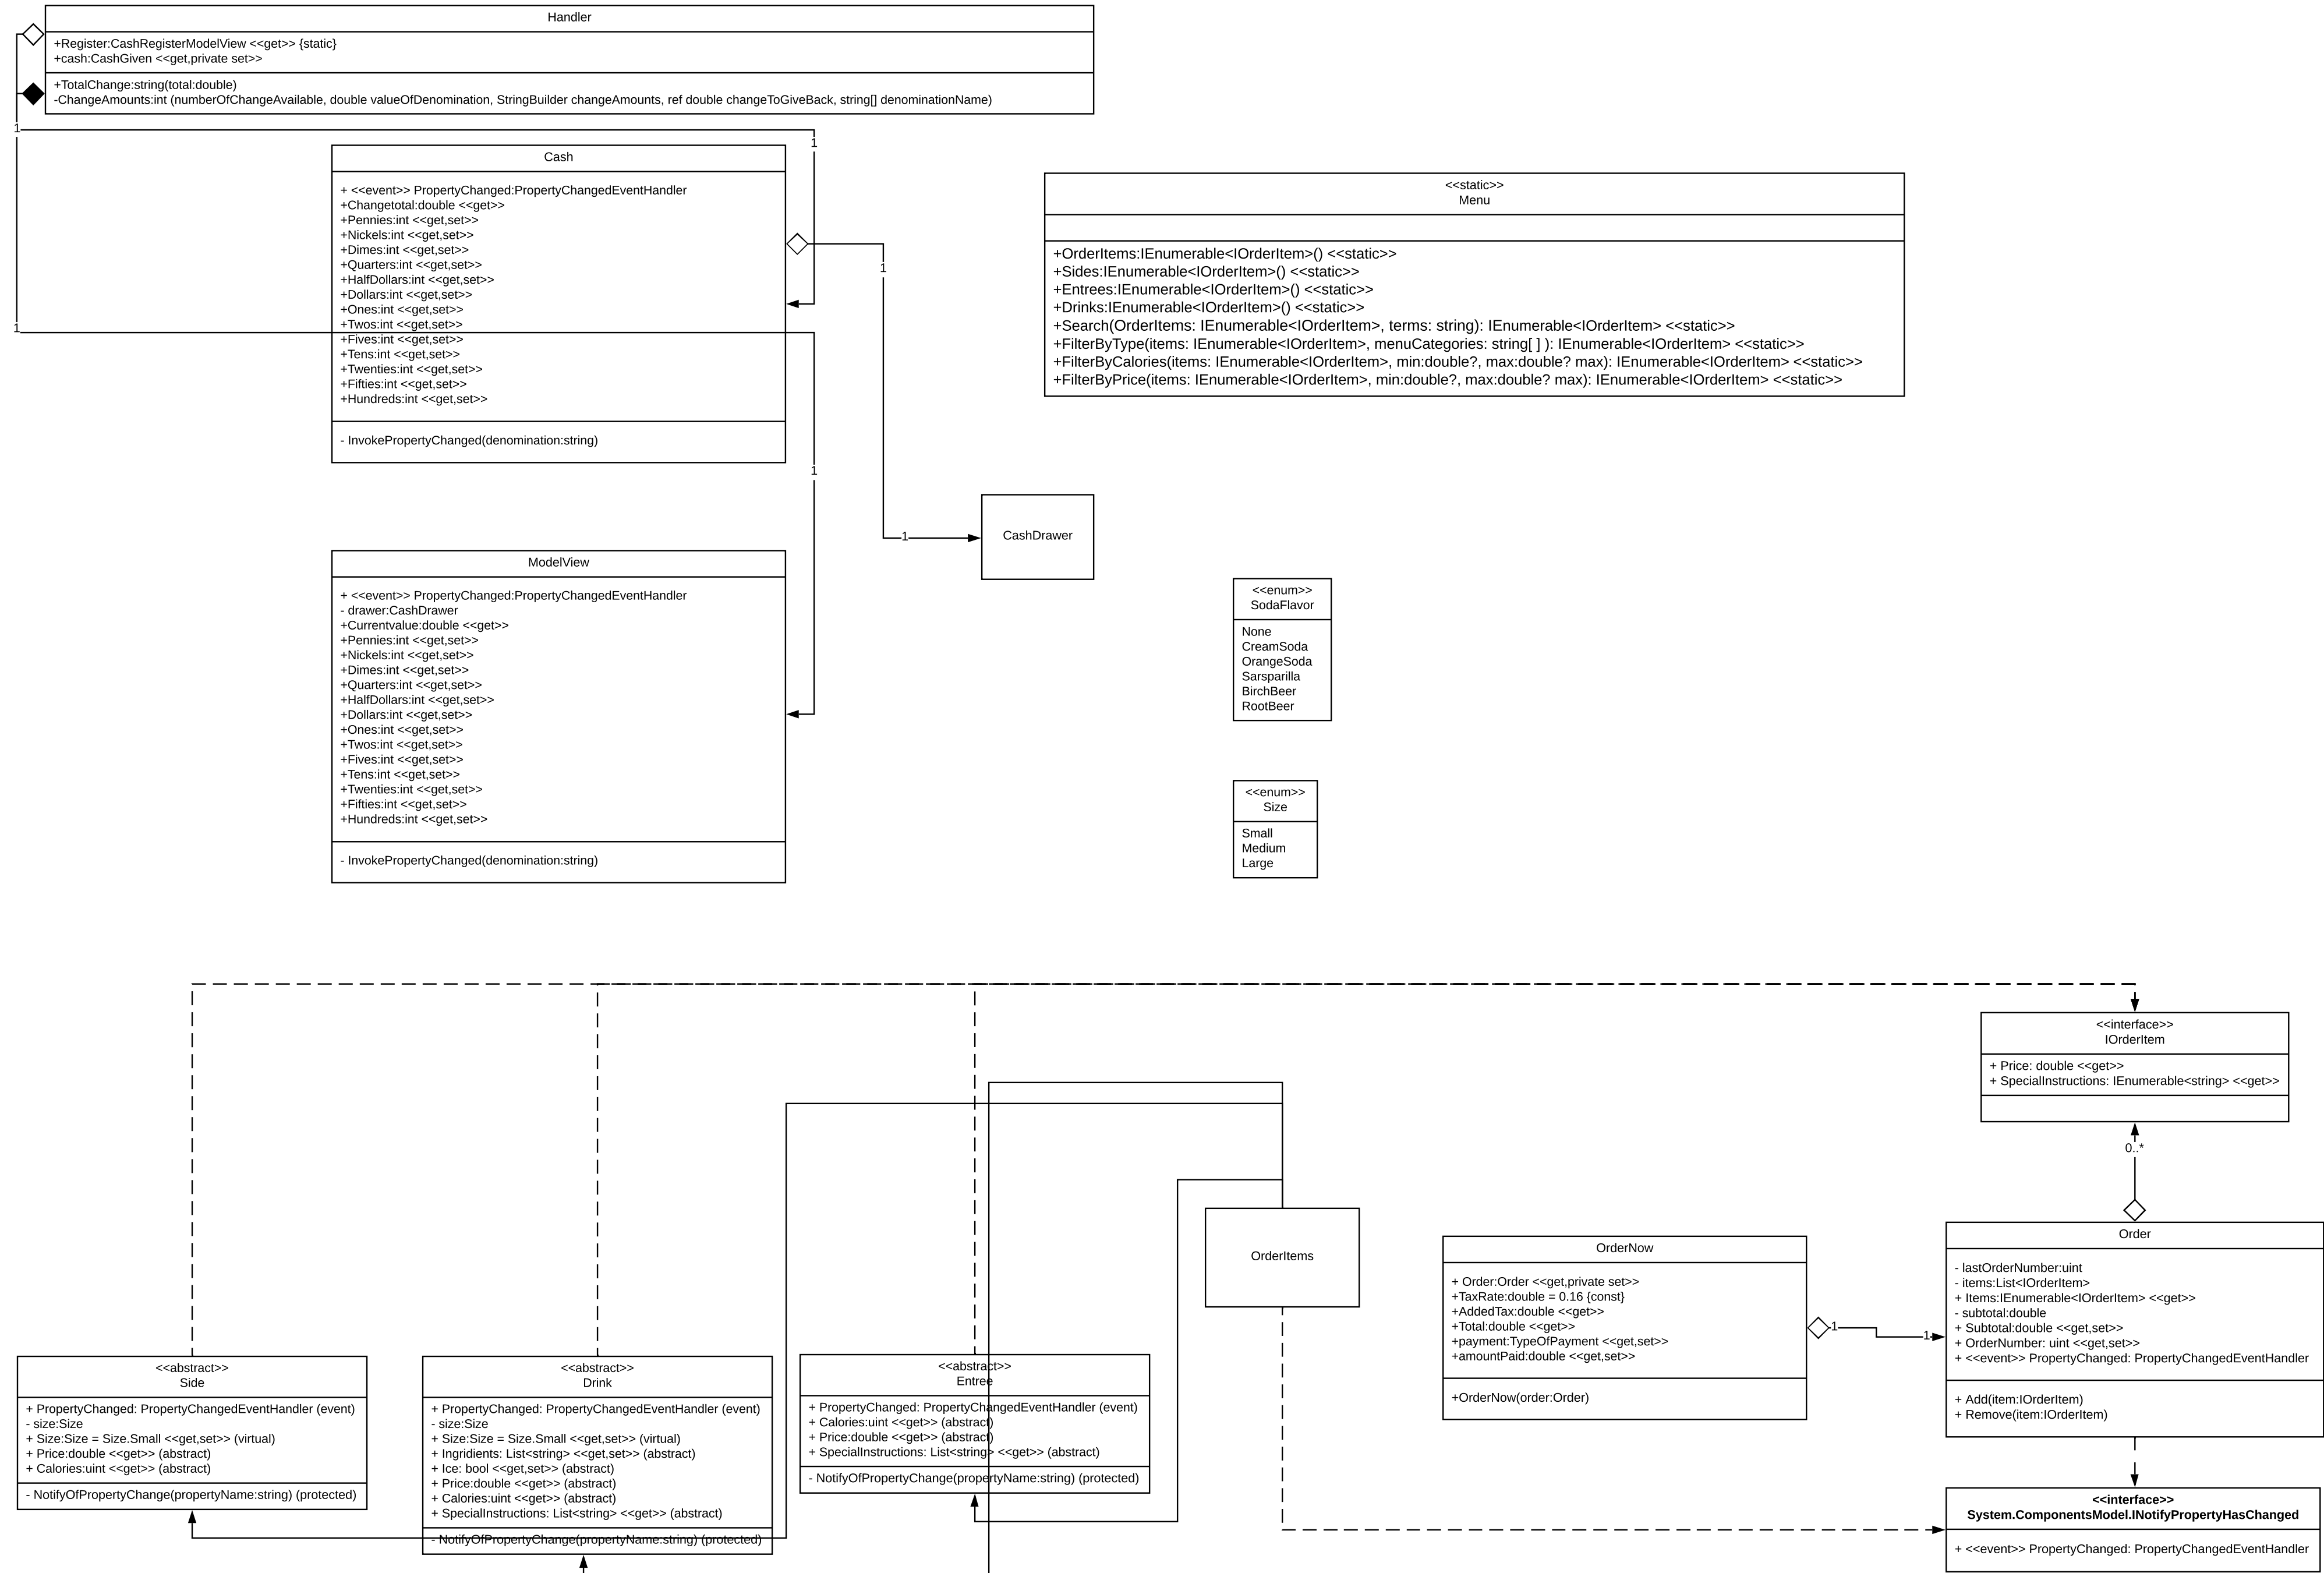 Handler
+Register:CashRegisterModelView <<get>> {static}
+cash:CashGiven <<get,private set>>
+TotalChange:string(total:double)
-ChangeAmounts:int (numberOfChangeAvailable, double valueOfDenomination, StringBuilder changeAmounts, ref double changeToGiveBack, string[] denominationName)
1
1
Cash
+ <<event>> PropertyChanged:PropertyChangedEventHandler
+Changetotal:double <<get>>
+Pennies:int <<get,set>>
+Nickels:int <<get,set>>
+Dimes:int <<get,set>>
+Quarters:int <<get,set>>
+HalfDollars:int <<get,set>>
+Dollars:int <<get,set>>
+Ones:int <<get,set>>
+Twos:int <<get,set>>
+Fives:int <<get,set>>
+Tens:int <<get,set>>
+Twenties:int <<get,set>>
+Fifties:int <<get,set>>
+Hundreds:int <<get,set>>
- InvokePropertyChanged(denomination:string)
1
1
1
1
<<static>>
Menu
+OrderItems:IEnumerable<IOrderItem>() <<static>>
+Sides:IEnumerable<IOrderItem>() <<static>>
+Entrees:IEnumerable<IOrderItem>() <<static>>
+Drinks:IEnumerable<IOrderItem>() <<static>>
+Search(OrderItems: IEnumerable<IOrderItem>, terms: string): IEnumerable<IOrderItem> <<static>>
+FilterByType(items: IEnumerable<IOrderItem>, menuCategories: string[ ] ): IEnumerable<IOrderItem> <<static>>
+FilterByCalories(items: IEnumerable<IOrderItem>, min:double?, max:double? max): IEnumerable<IOrderItem> <<static>>
+FilterByPrice(items: IEnumerable<IOrderItem>, min:double?, max:double? max): IEnumerable<IOrderItem> <<static>>
CashDrawer
ModelView
+ <<event>> PropertyChanged:PropertyChangedEventHandler
- drawer:CashDrawer
+Currentvalue:double <<get>>
+Pennies:int <<get,set>>
+Nickels:int <<get,set>>
+Dimes:int <<get,set>>
+Quarters:int <<get,set>>
+HalfDollars:int <<get,set>>
+Dollars:int <<get,set>>
+Ones:int <<get,set>>
+Twos:int <<get,set>>
+Fives:int <<get,set>>
+Tens:int <<get,set>>
+Twenties:int <<get,set>>
+Fifties:int <<get,set>>
+Hundreds:int <<get,set>>
- InvokePropertyChanged(denomination:string)
<<enum>>
SodaFlavor
None
CreamSoda
OrangeSoda
Sarsparilla
BirchBeer
RootBeer
<<enum>>
Size
Small
Medium
Large
<<interface>>
IOrderItem
+ Price: double <<get>>
+ SpecialInstructions: IEnumerable<string> <<get>>
0..*
OrderItems
OrderNow
+ Order:Order <<get,private set>>
+TaxRate:double = 0.16 {const}
+AddedTax:double <<get>>
+Total:double <<get>>
+payment:TypeOfPayment <<get,set>>
+amountPaid:double <<get,set>>
+OrderNow(order:Order)
1
1
Order
- lastOrderNumber:uint
- items:List<IOrderItem>
+ Items:IEnumerable<IOrderItem> <<get>>
- subtotal:double
+ Subtotal:double <<get,set>>
+ OrderNumber: uint <<get,set>>
+ <<event>> PropertyChanged: PropertyChangedEventHandler
+ Add(item:IOrderItem)
+ Remove(item:IOrderItem)
<<abstract>>
Side
+ PropertyChanged: PropertyChangedEventHandler (event)
- size:Size
+ Size:Size = Size.Small <<get,set>> (virtual)
+ Price:double <<get>> (abstract)
+ Calories:uint <<get>> (abstract)
- NotifyOfPropertyChange(propertyName:string) (protected)
<<abstract>>
Drink
+ PropertyChanged: PropertyChangedEventHandler (event)
- size:Size
+ Size:Size = Size.Small <<get,set>> (virtual)
+ Ingridients: List<string> <<get,set>> (abstract)
+ Ice: bool <<get,set>> (abstract)
+ Price:double <<get>> (abstract)
+ Calories:uint <<get>> (abstract)
+ SpecialInstructions: List<string> <<get>> (abstract)
- NotifyOfPropertyChange(propertyName:string) (protected)
<<abstract>>
Entree
+ PropertyChanged: PropertyChangedEventHandler (event)
+ Calories:uint <<get>> (abstract)
+ Price:double <<get>> (abstract)
+ SpecialInstructions: List<string> <<get>> (abstract)
- NotifyOfPropertyChange(propertyName:string) (protected)
<<interface>>
System.ComponentsModel.INotifyPropertyHasChanged
+ <<event>> PropertyChanged: PropertyChangedEventHandler